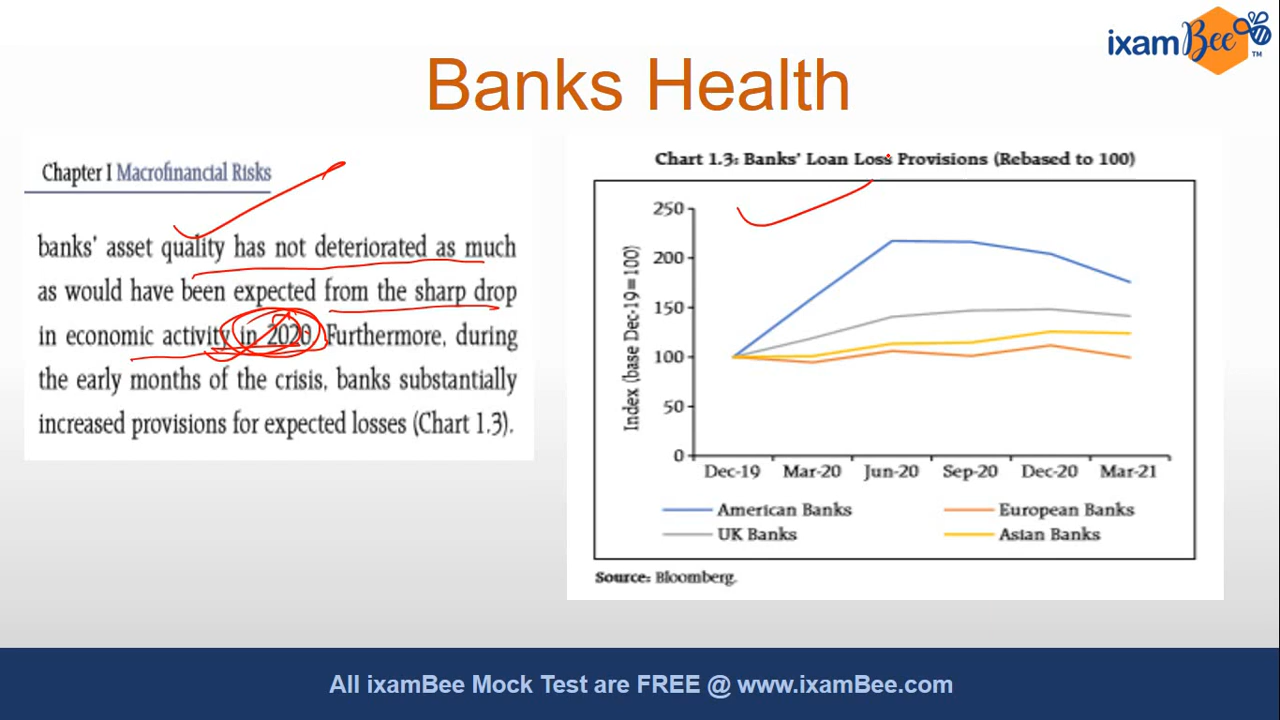 ixamBee™
Banks Health
Chapter I Macrofinancial Risks
banks' asset quality has not deteriorated as much
as would have been expected from the sharp drop
in economic activity in 2020. Furthermore, during
the early months of the crisis, banks substantially
increased provisions for expected losses (Chart 1.3).
Chart 1.3: Banks' Loan Loss Provisions (Rebased to 100)
Index (base Dec-19=100)
250
200
150
100
50
0
Dec-19 Mar-20 Jun-20 Sep-20 Dec-20 Mar-21
American Banks European Banks
UK Banks Asian Banks
Source: Bloomberg.
All ixamBee Mock Test are FREE @ www.ixamBee.com